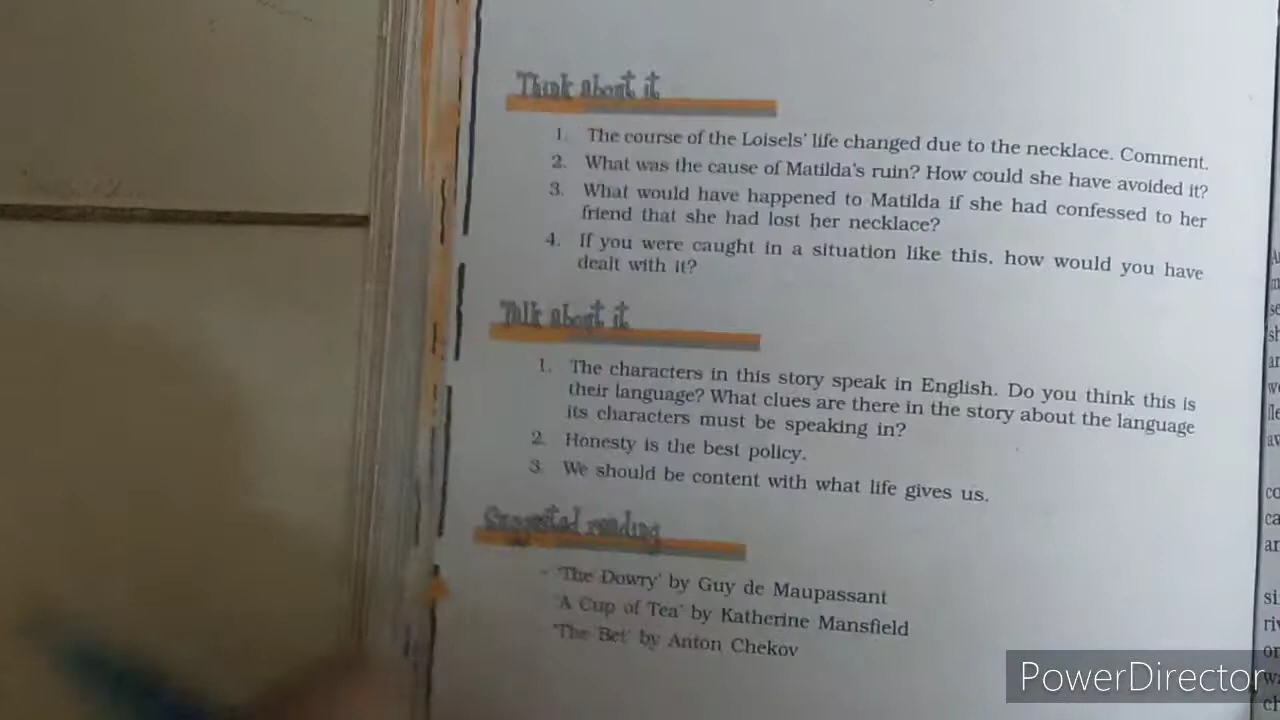 Think about it
1. The course of the Loisels' life changed due to the necklace. Comment.
2. What was the cause of Matilda's ruin? How could she have avoided it?
3. What would have happened to Matilda if she had confessed to her
friend that she had lost her necklace?
4. If you were caught in a situation like this, how would you have
dealt with it?
Talk about it
1. The characters in this story speak in English. Do you think this is
their language? What clues are there in the story about the language
its characters must be speaking in?
2. Honesty is the best policy.
3. We should be content with what life gives us.
Suggested reading
- 'The Dowry' by Guy de Maupassant
'A Cup of Tea' by Katherine Mansfield
'The Bet' by Anton Chekov
PowerDirector